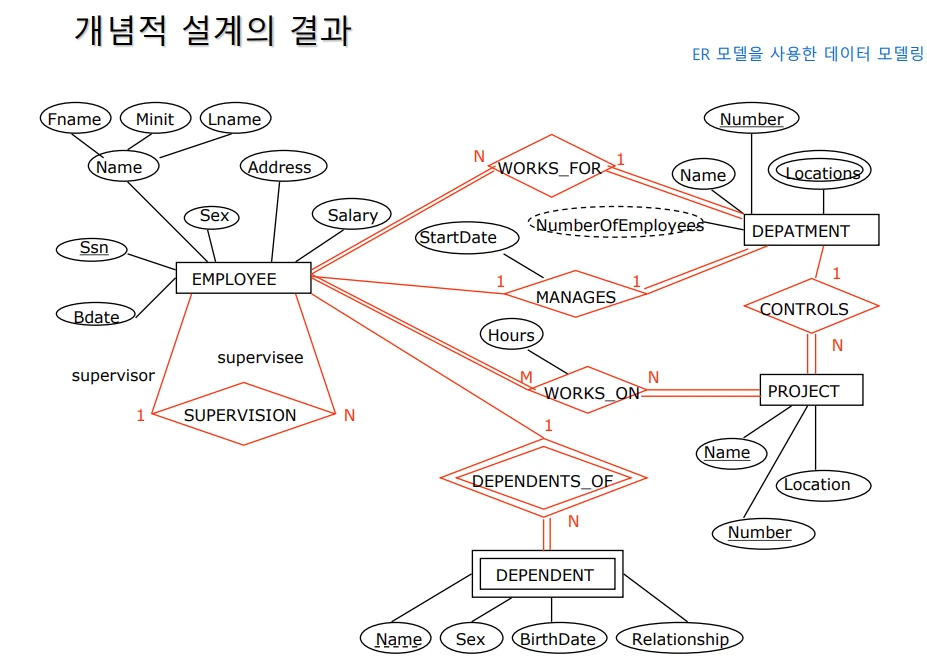 개념적 설계의 결과
ER 모델을 사용한 데이터 모델링
Fname
Minit
Lname
Number
Name
Address
Name
Locations
N
WORKS_FOR
1
Sex
Salary
StartDate
NumberOfEmployees
DEPATMENT
Ssn
EMPLOYEE
1
MANAGES
1
1
CONTROLS
N
Bdate
Hours
supervisor
supervisee
M
WORKS_ON
N
PROJECT
1
SUPERVISION
N
1
Name
Location
DEPENDENTS_OF
N
Number
DEPENDENT
Name
Sex
BirthDate
Relationship